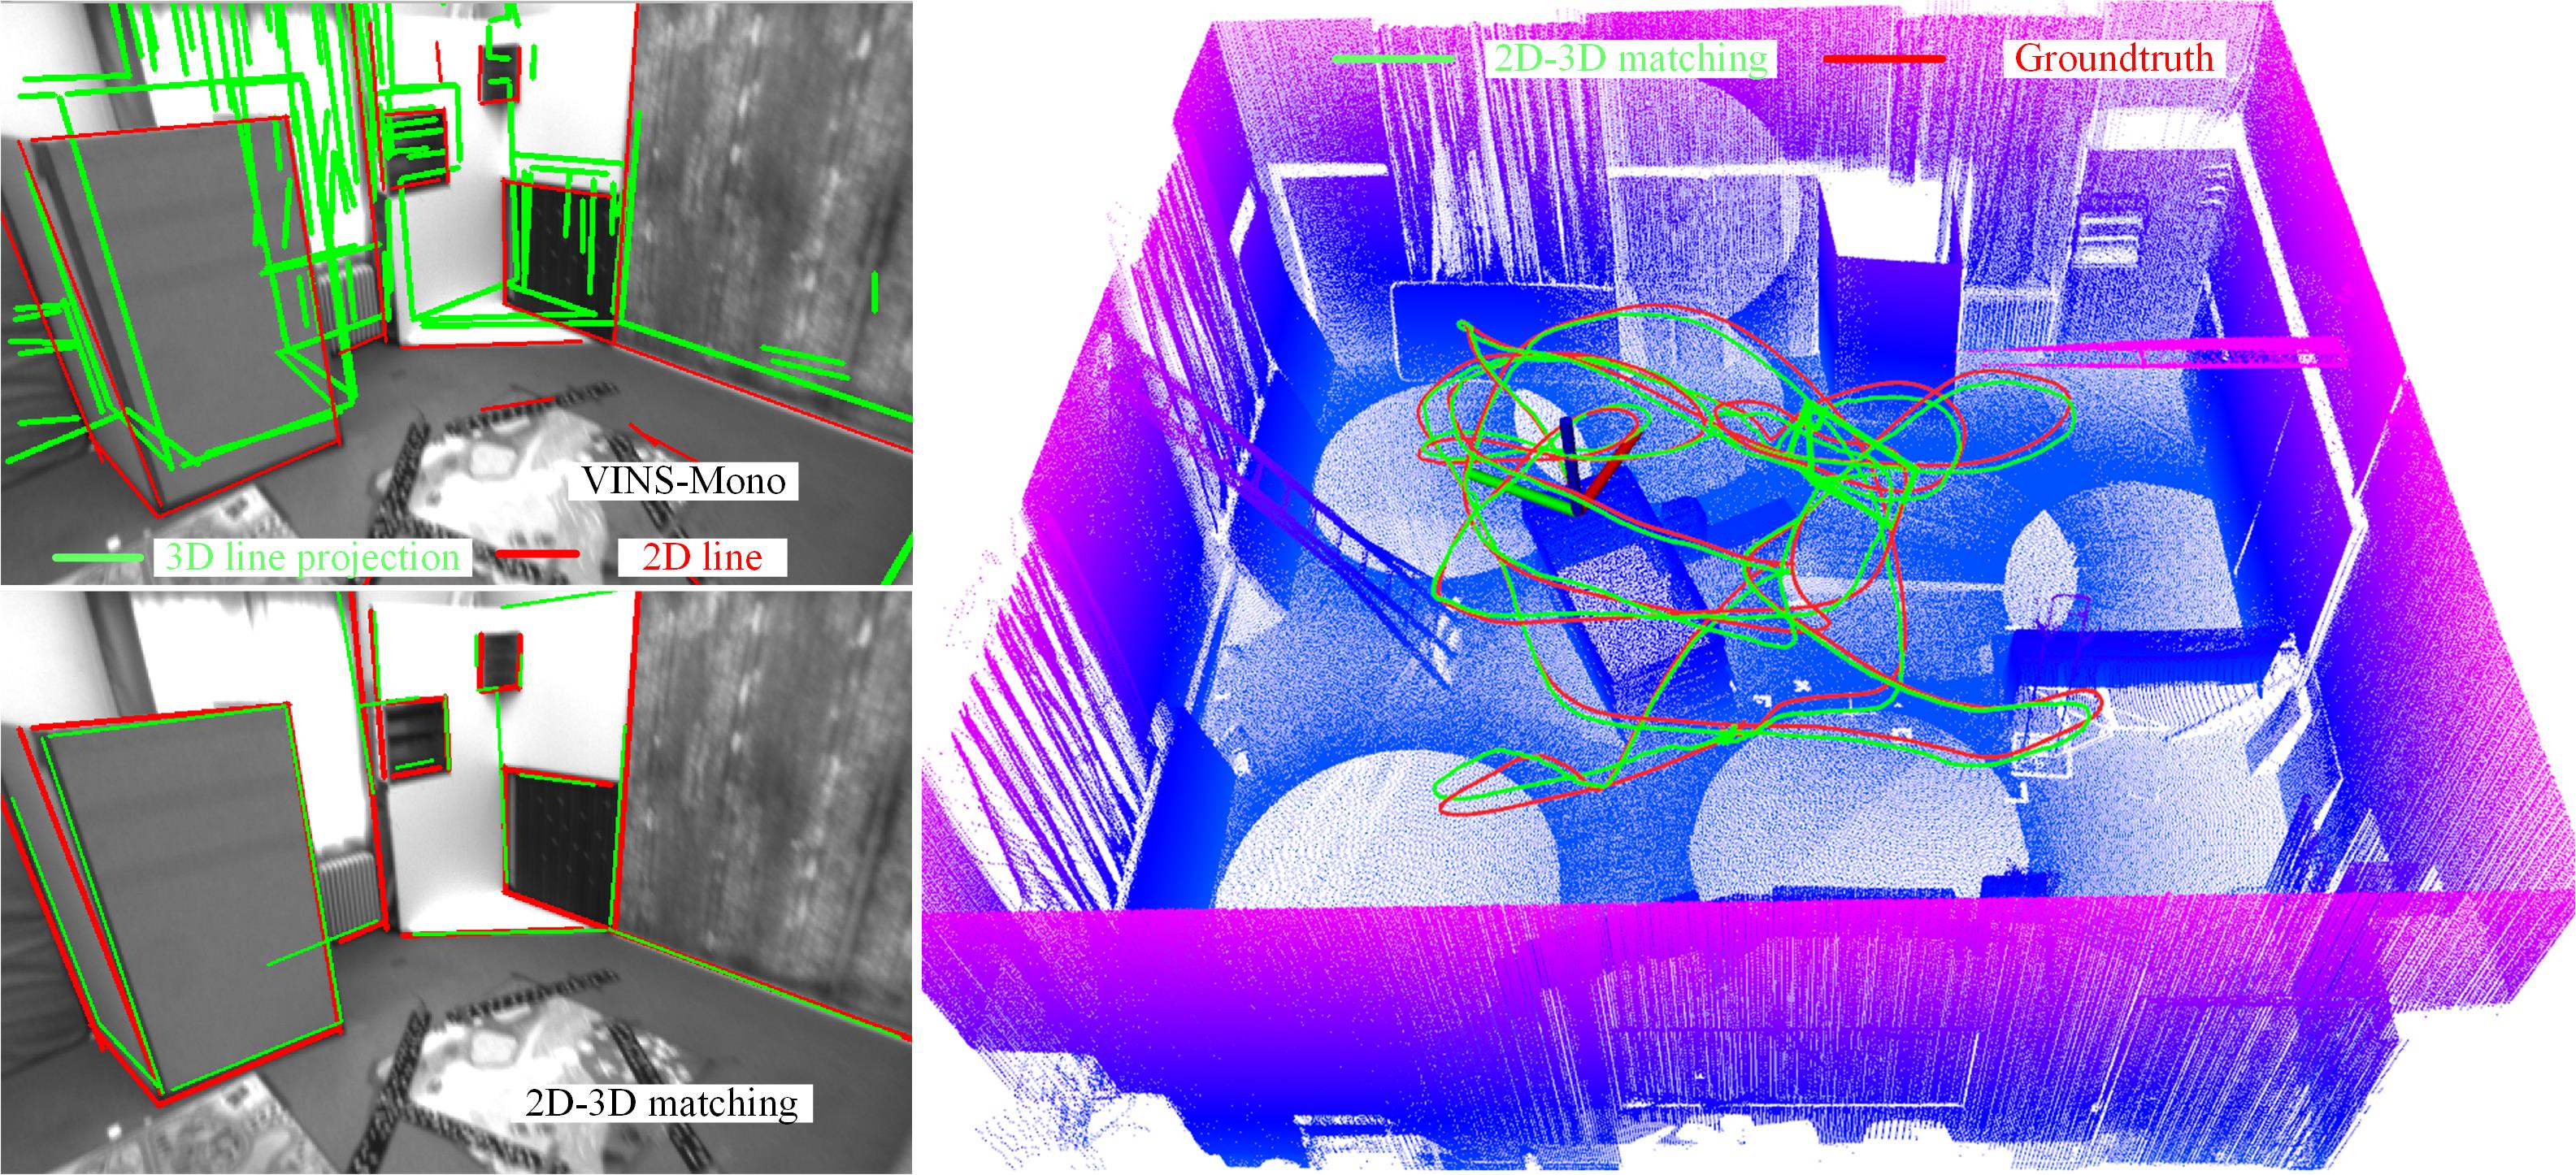 VINS-Mono
3D line projection
2D line
2D-3D matching
2D-3D matching
Groundtruth